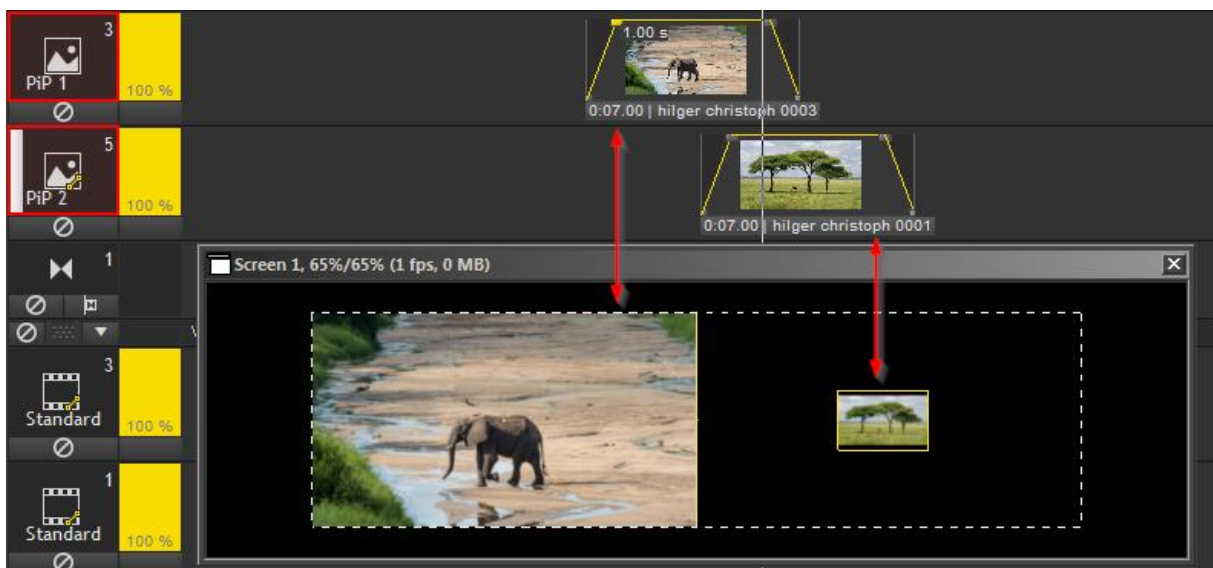 3
PiP 1
100 %
1.00 s
0:07.00 | hilger christoph 0003
5
PiP 2
100 %
0:07.00 | hilger christoph 0001
1
Screen 1, 65%/65% (1 fps, 0 MB)
3
Standard
100 %
1
Standard
100 %